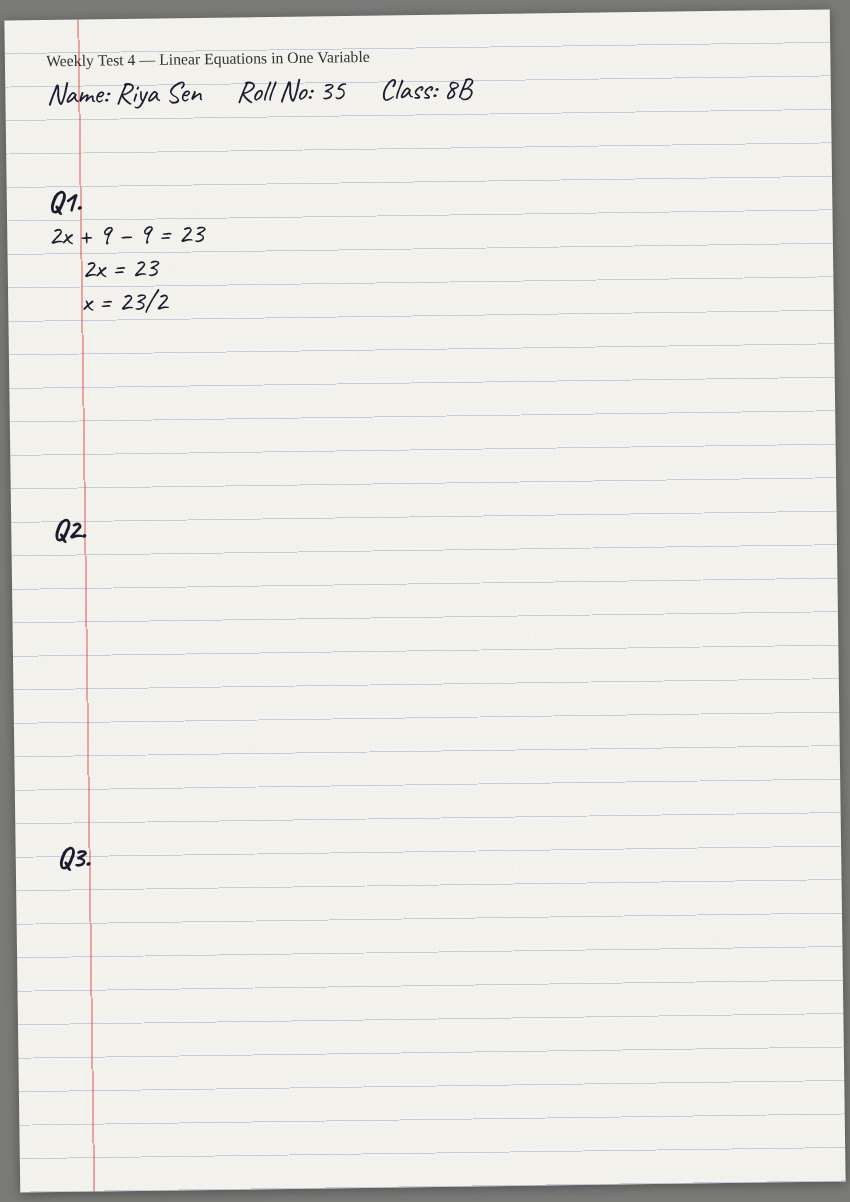 Weekly Test 4 — Linear Equations in One Variable
Name: Riya Sen Roll No: 35 Class: 8B
Q1.
2x + 9 – 9 = 23
2x = 23
x = 23/2
Q2.
Q3.